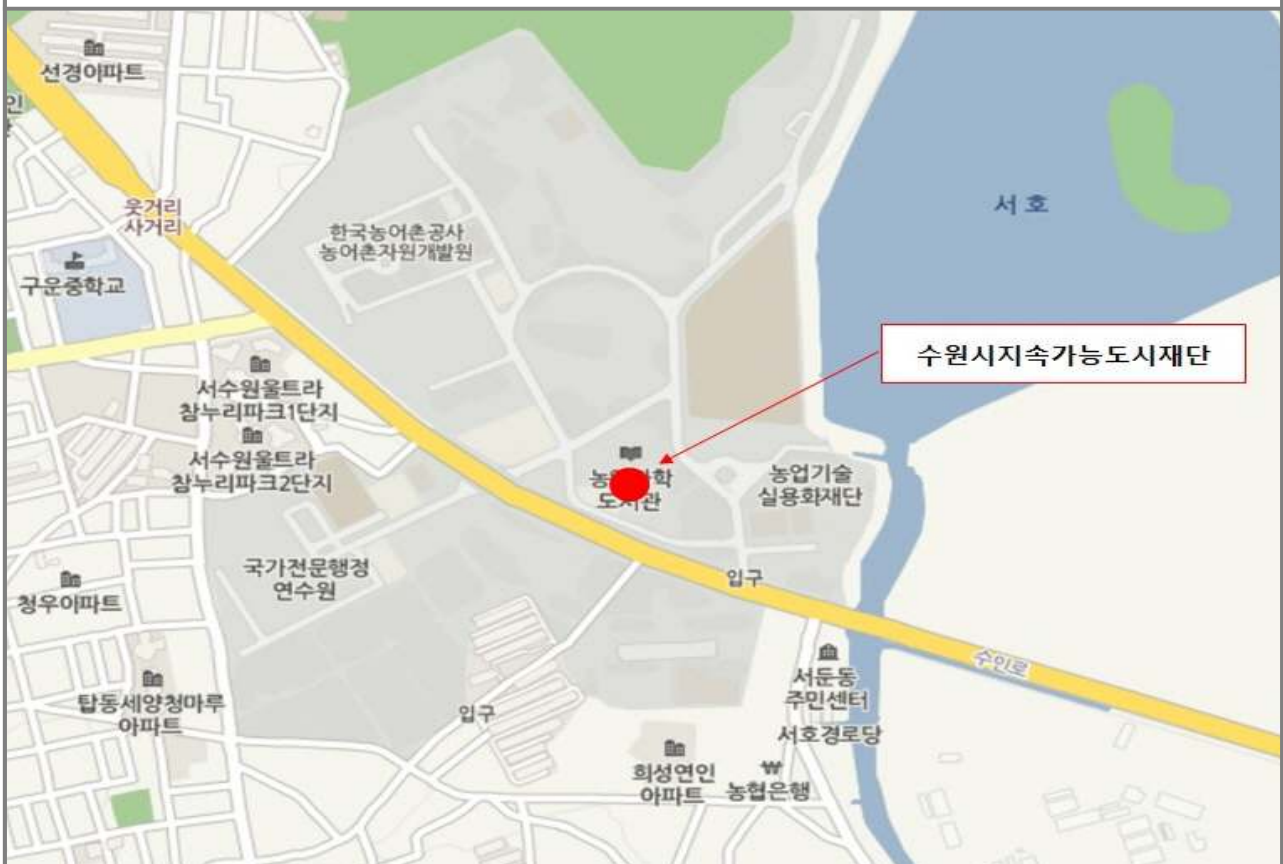 선경아파트
인
웃거리
사거리
구운중학교
한국농어촌공사
농어촌자원개발원
서호
수원시지속가능도시재단
서수원울트라
참누리파크1단지
서수원울트라
참누리파크2단지
도서관
농업기술
실용화재단
국가전문행정
연수원
입구
청우아파트
수인로
서둔동
주민센터
탑동세양청마루
아파트
입구
서호경로당
희성연인
아파트
농협은행